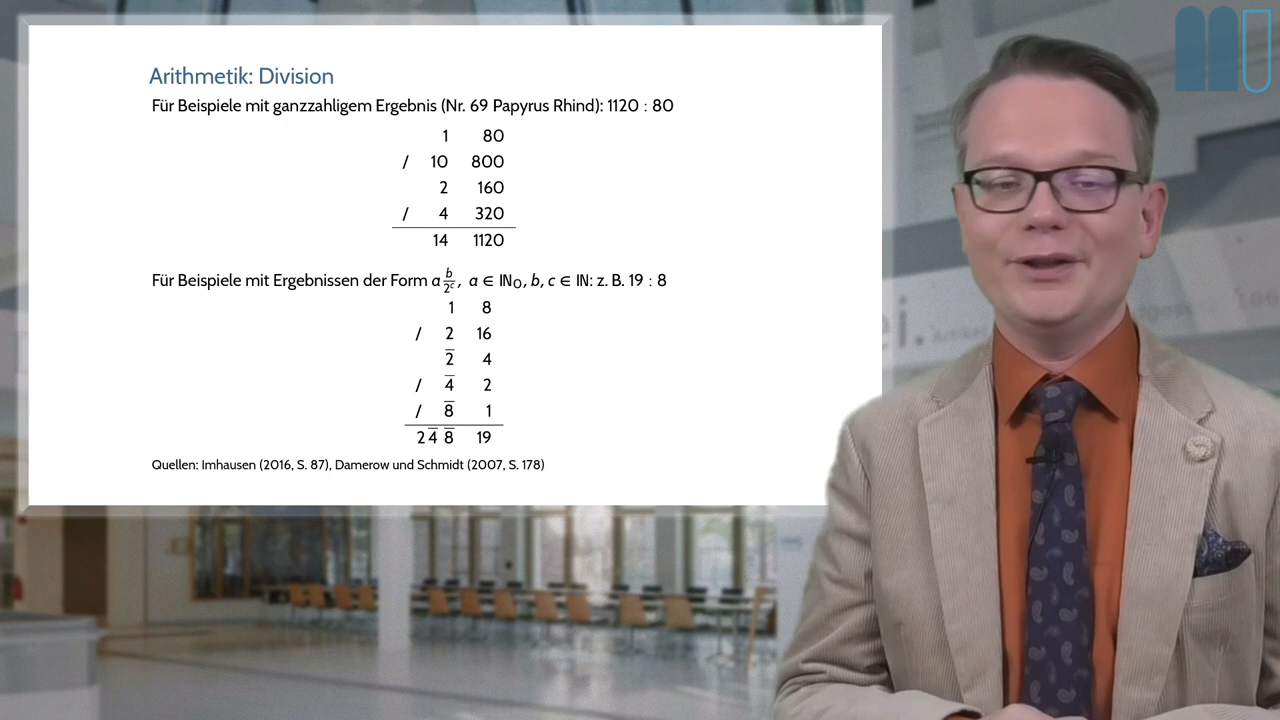 Arithmetik: Division
Für Beispiele mit ganzzahligem Ergebnis (Nr. 69 Papyrus Rhind): 1120 : 80
1 80
/ 10 800
2 160
/ 4 320
14 1120
Für Beispiele mit Ergebnissen der Form a b/2ᶜ, a ∈ ℕ₀, b, c ∈ ℕ: z. B. 19 : 8
1 8
/ 2 16
2̅ 4
/ 4̅ 2
/ 8̅ 1
2 4̅ 8̅ 19
Quellen: Imhausen (2016, S. 87), Damerow und Schmidt (2007, S. 178)
ei.